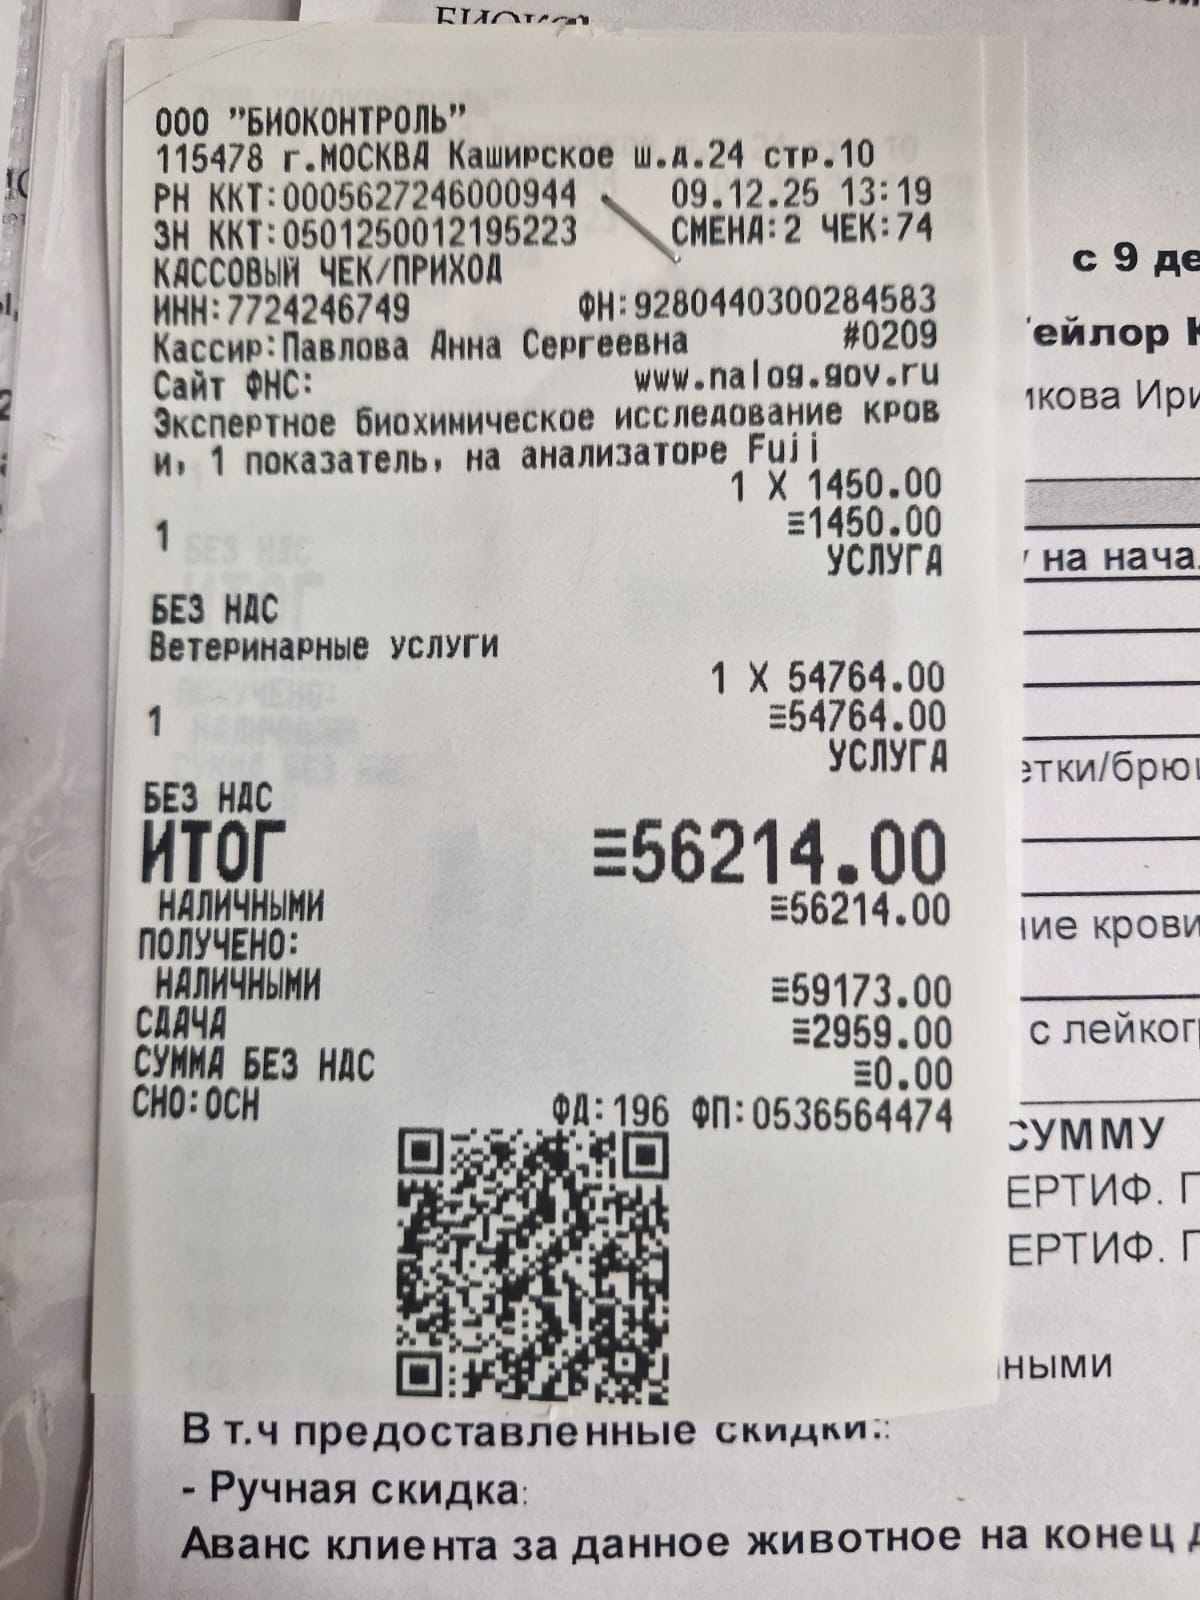 ООО "БИОКОНТРОЛЬ"
115478 г.МОСКВА Каширское ш.д.24 стр.10
РН ККТ:0005627246000944 09.12.25 13:19
ЗН ККТ:0501250012195223 СМЕНА:2 ЧЕК:74
КАССОВЫЙ ЧЕК/ПРИХОД
ИНН:7724246749 ФН:9280440300284583
Кассир:Павлова Анна Сергеевна #0209
Сайт ФНС: www.nalog.gov.ru
Экспертное биохимическое исследование кров
и, 1 показатель, на анализаторе Fuji
1 X 1450.00
1 ≡1450.00
УСЛУГА
БЕЗ НДС
Ветеринарные услуги
1 X 54764.00
1 ≡54764.00
УСЛУГА
БЕЗ НДС
ИТОГ ≡56214.00
НАЛИЧНЫМИ ≡56214.00
ПОЛУЧЕНО:
НАЛИЧНЫМИ ≡59173.00
СДАЧА ≡2959.00
СУММА БЕЗ НДС ≡0.00
СНО:ОСН ФД:196 ФП:0536564474
с 9 де
ейлор К
икова Ири
на нача
етки/брю
ние крови
с лейког
СУММУ
ЕРТИФ. П
ЕРТИФ. П
ными
В т.ч предоставленные скидки:
- Ручная скидка:
Аванс клиента за данное животное на конец д